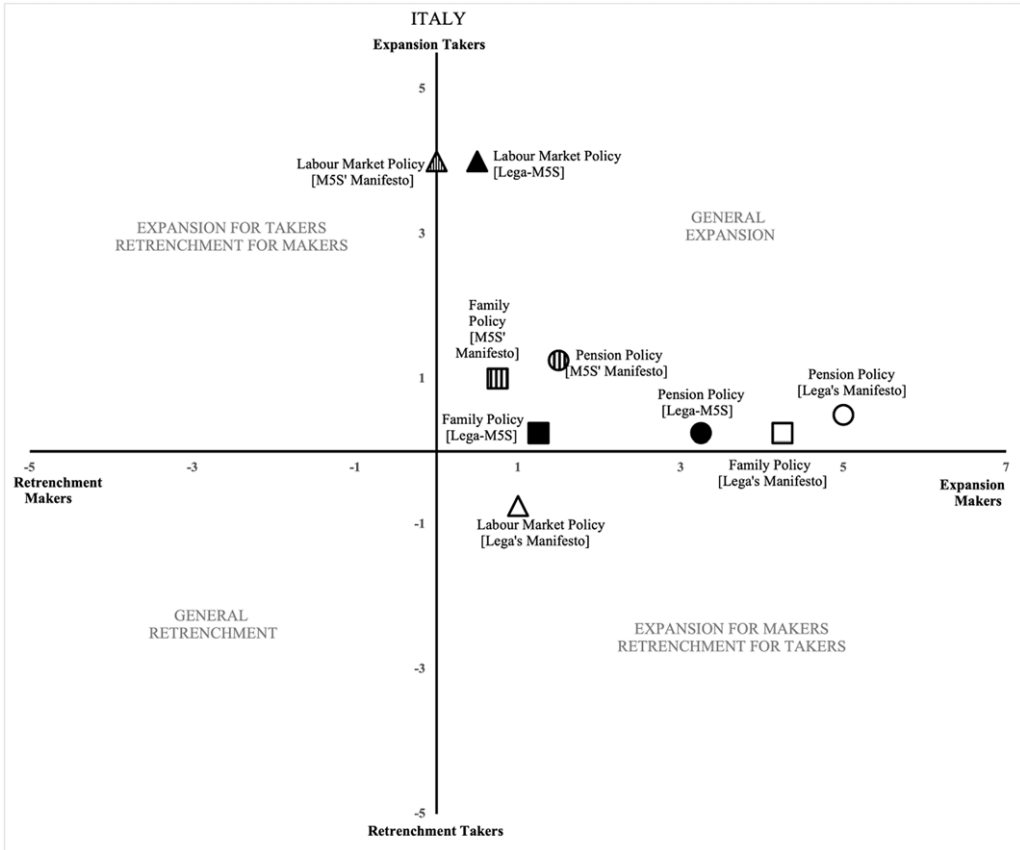 ITALY
Expansion Takers
5
Labour Market Policy
[M5S' Manifesto]
Labour Market Policy
[Lega-M5S]
EXPANSION FOR TAKERS
RETRENCHMENT FOR MAKERS
3
GENERAL
EXPANSION
Family
Policy
[M5S'
Manifesto]
Pension Policy
[M5S' Manifesto]
1
Pension Policy
[Lega's Manifesto]
Pension Policy
[Lega-M5S]
Family Policy
[Lega-M5S]
-5
-3
-1
1
3
5
7
Retrenchment
Makers
Family Policy
[Lega's Manifesto]
Expansion
Makers
-1
Labour Market Policy
[Lega's Manifesto]
GENERAL
RETRENCHMENT
EXPANSION FOR MAKERS
RETRENCHMENT FOR TAKERS
-3
-5
Retrenchment Takers